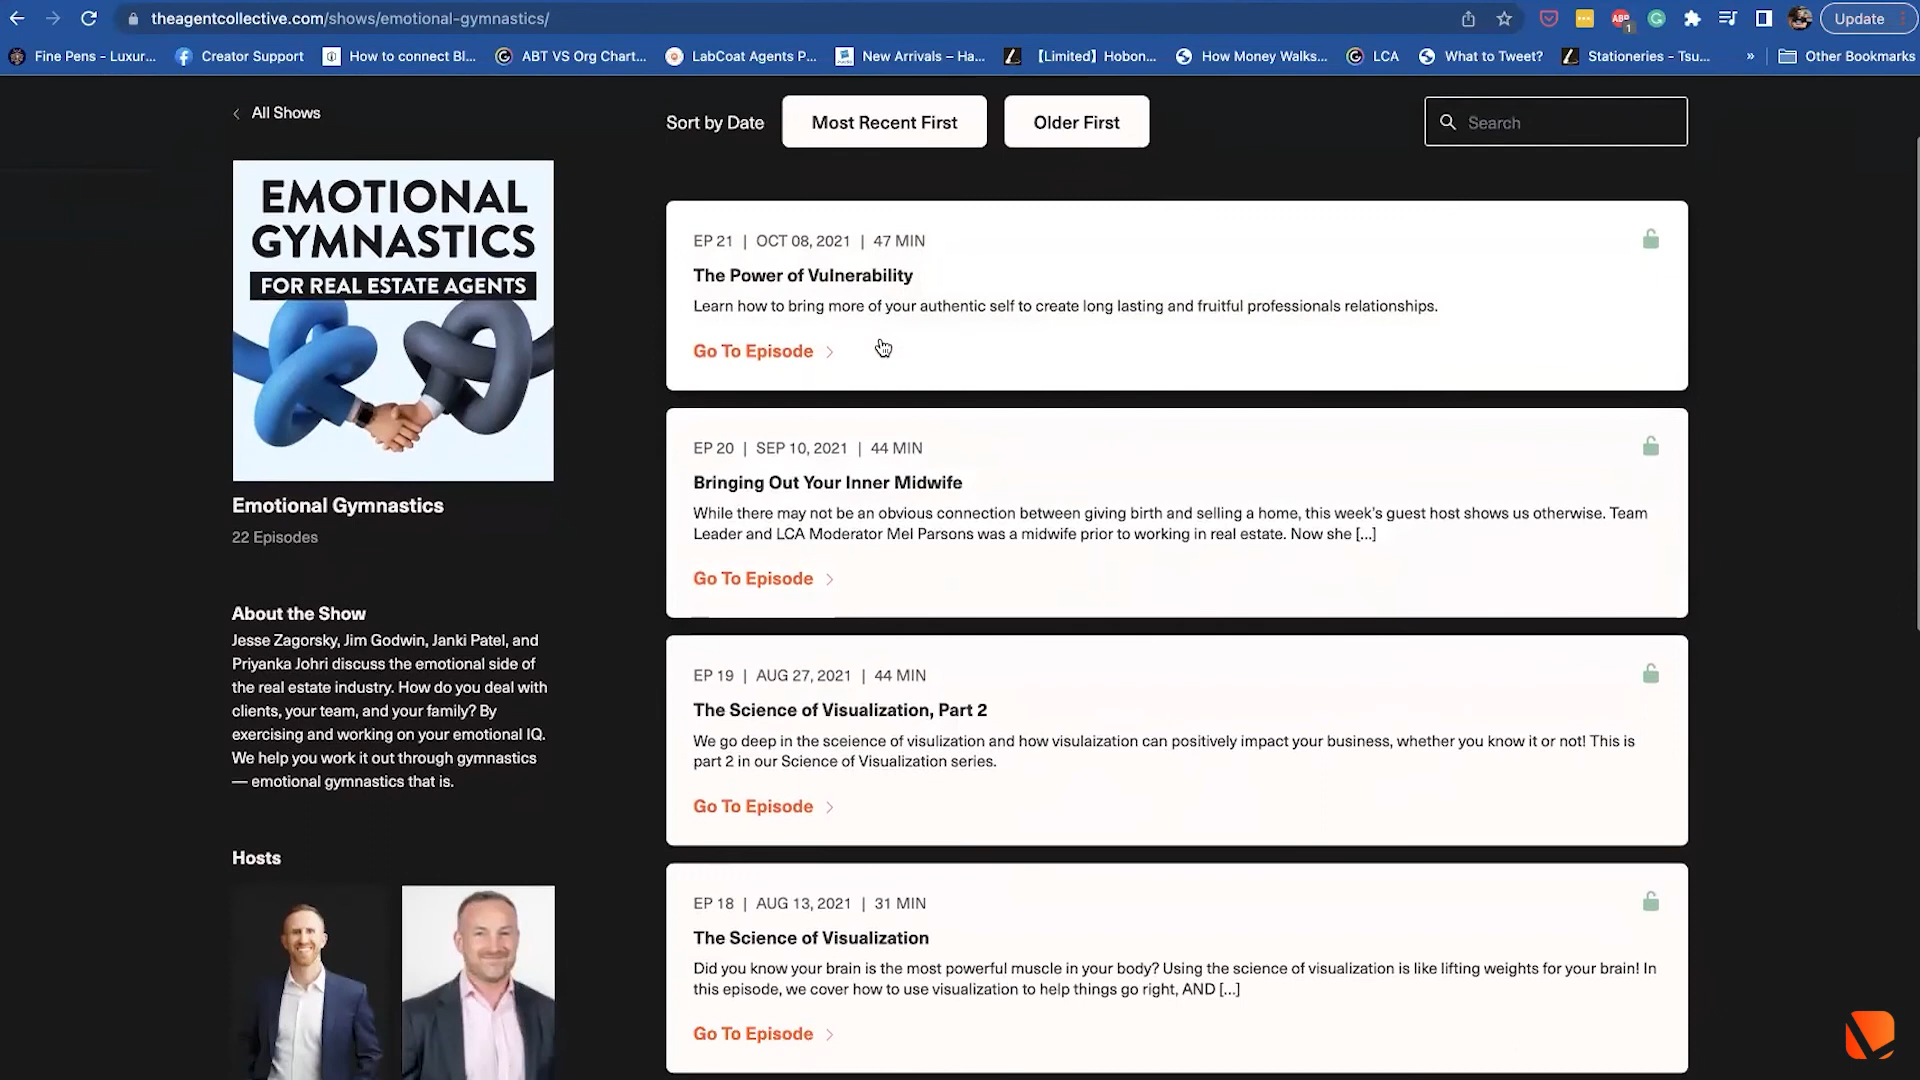 theagentcollective.com/shows/emotional-gymnastics/
ABP
1
Update
Fine Pens - Luxur...
Creator Support
How to connect Bl...
ABT VS Org Chart...
LabCoat Agents P...
New Arrivals – Ha...
【Limited】Hobon...
How Money Walks...
LCA
What to Tweet?
Stationeries - Tsu...
»
Other Bookmarks
All Shows
Sort by Date
Most Recent First
Older First
Search
EMOTIONAL
GYMNASTICS
FOR REAL ESTATE AGENTS
Emotional Gymnastics
22 Episodes
About the Show
Jesse Zagorsky, Jim Godwin, Janki Patel, and
Priyanka Johri discuss the emotional side of
the real estate industry. How do you deal with
clients, your team, and your family? By
exercising and working on your emotional IQ.
We help you work it out through gymnastics
— emotional gymnastics that is.
Hosts
EP 21 | OCT 08, 2021 | 47 MIN
The Power of Vulnerability
Learn how to bring more of your authentic self to create long lasting and fruitful professionals relationships.
Go To Episode
EP 20 | SEP 10, 2021 | 44 MIN
Bringing Out Your Inner Midwife
While there may not be an obvious connection between giving birth and selling a home, this week’s guest host shows us otherwise. Team
Leader and LCA Moderator Mel Parsons was a midwife prior to working in real estate. Now she [...]
Go To Episode
EP 19 | AUG 27, 2021 | 44 MIN
The Science of Visualization, Part 2
We go deep in the sceience of visulization and how visulaization can positively impact your business, whether you know it or not! This is
part 2 in our Science of Visualization series.
Go To Episode
EP 18 | AUG 13, 2021 | 31 MIN
The Science of Visualization
Did you know your brain is the most powerful muscle in your body? Using the science of visualization is like lifting weights for your brain! In
this episode, we cover how to use visualization to help things go right, AND [...]
Go To Episode